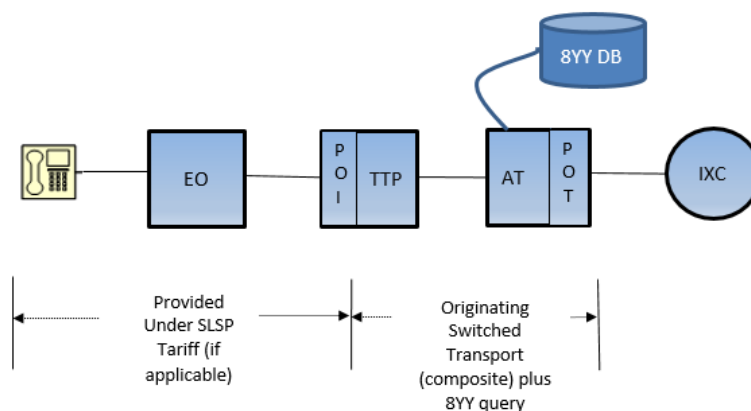 8YY DB
EO
P
O
I
TTP
AT
P
O
T
IXC
Provided
Under SLSP
Tariff (if
applicable)
Originating
Switched
Transport
(composite) plus
8YY query